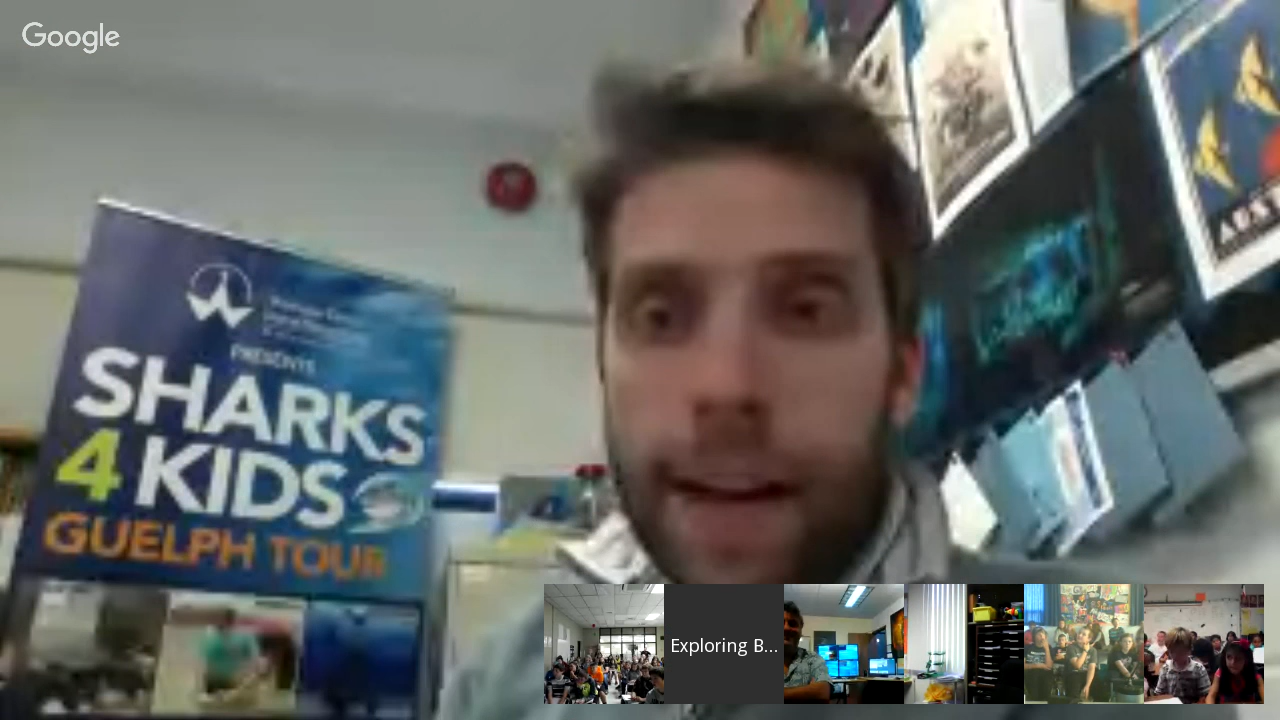 Google
PRESENTS
SHARKS
4 KIDS
GUELPH TOUR
Exploring B...